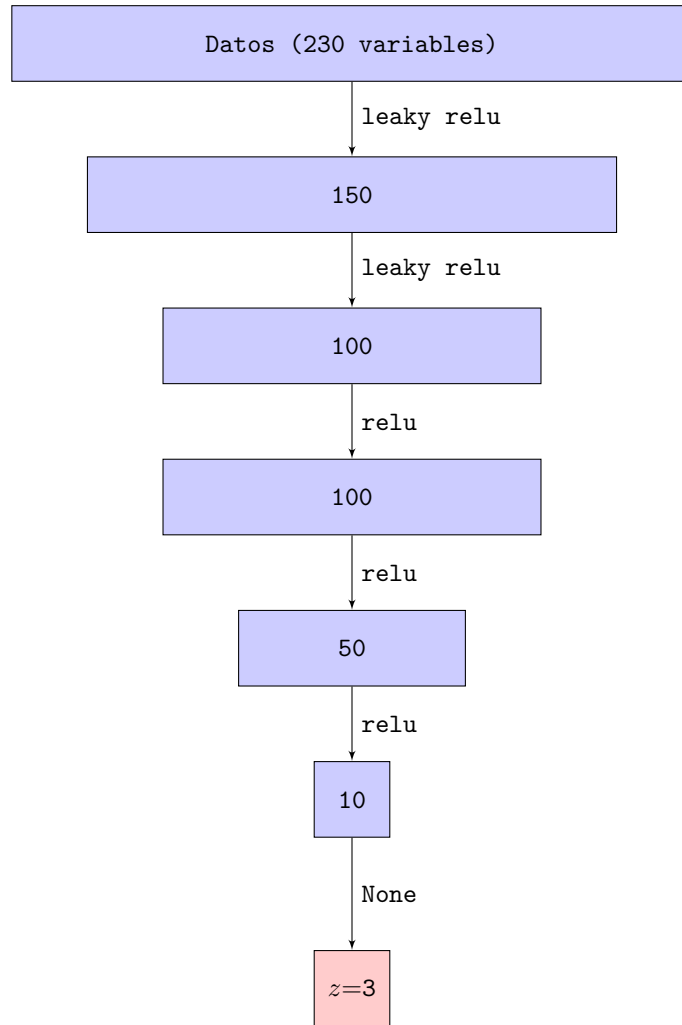 Datos (230 variables)
leaky relu
150
leaky relu
100
relu
100
relu
50
relu
10
None
z=3